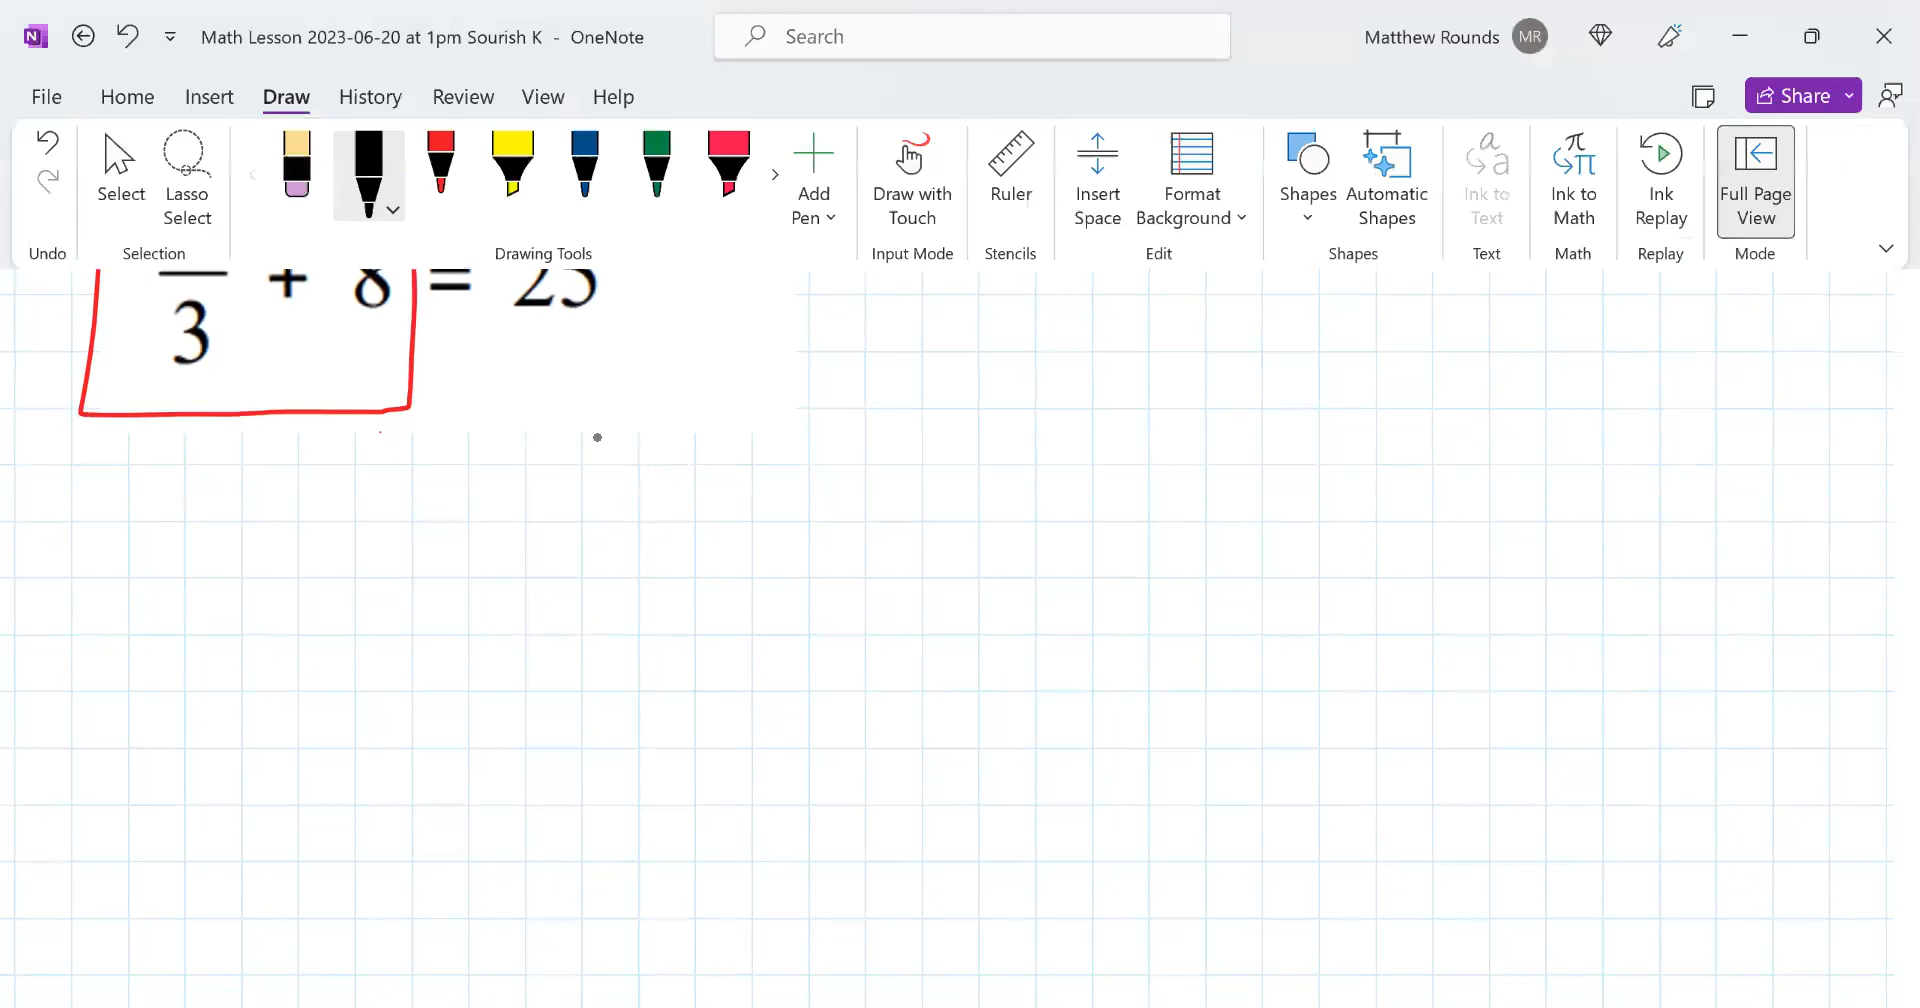 Math Lesson 2023-06-20 at 1pm Sourish K - OneNote
Search
Matthew Rounds MR
File Home Insert Draw History Review View Help
Share
Select
Lasso
Select
Add
Pen
Draw with
Touch
Ruler
Insert
Space
Format
Background
Shapes
Automatic
Shapes
Ink to
Text
Ink to
Math
Ink
Replay
Full Page
View
Undo Selection Drawing Tools Input Mode Stencils Edit Shapes Text Math Replay Mode
+ 8 = 25
3